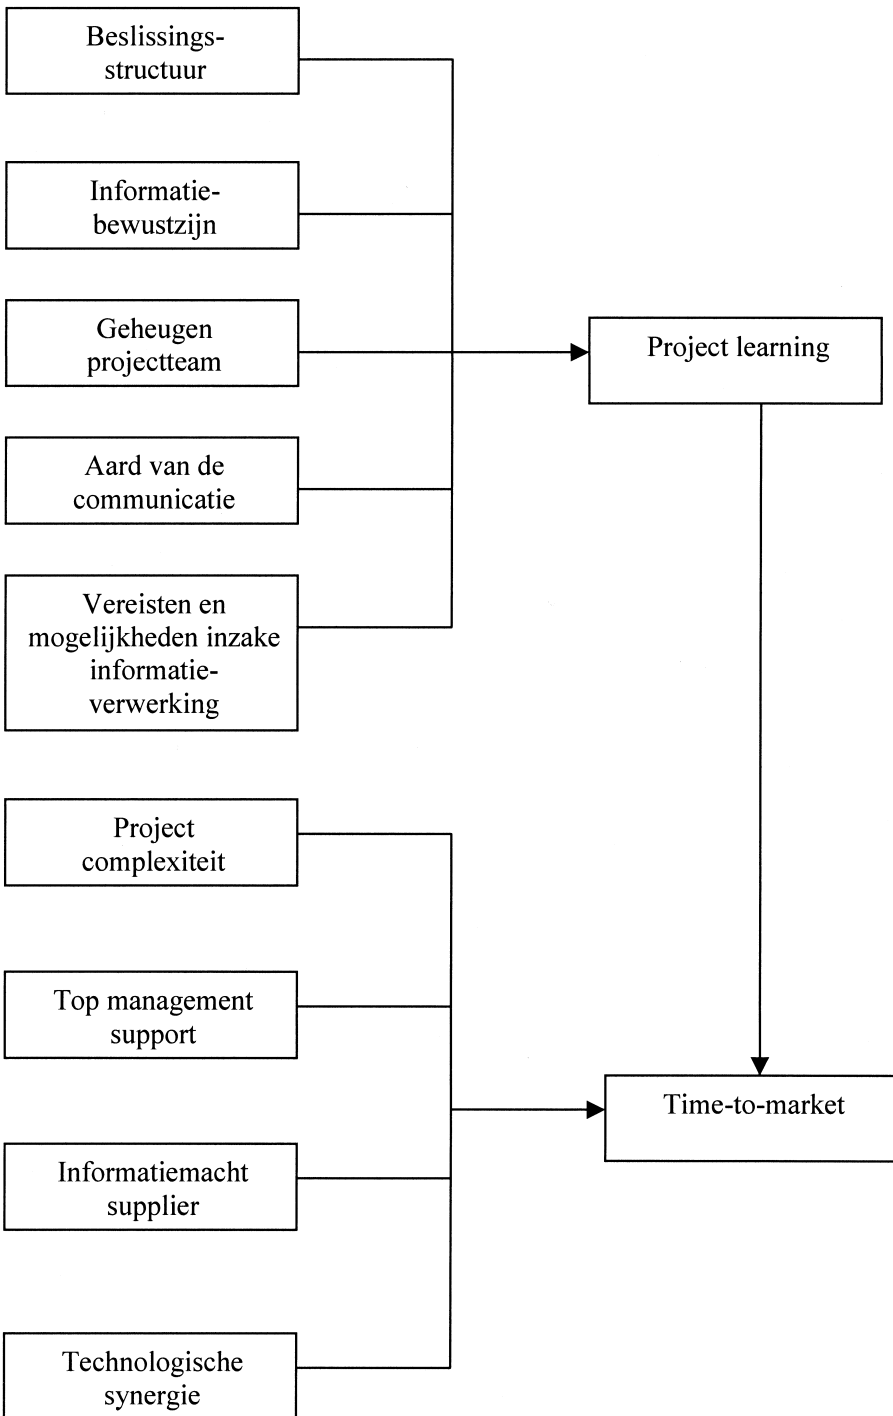 Beslissings-
structuur
Informatie-
bewustzijn
Geheugen
projectteam
Aard van de
communicatie
Vereisten en
mogelijkheden inzake
informatie-
verwerking
Project learning
Project
complexiteit
Top management
support
Informatiemacht
supplier
Technologische
synergie
Time-to-market